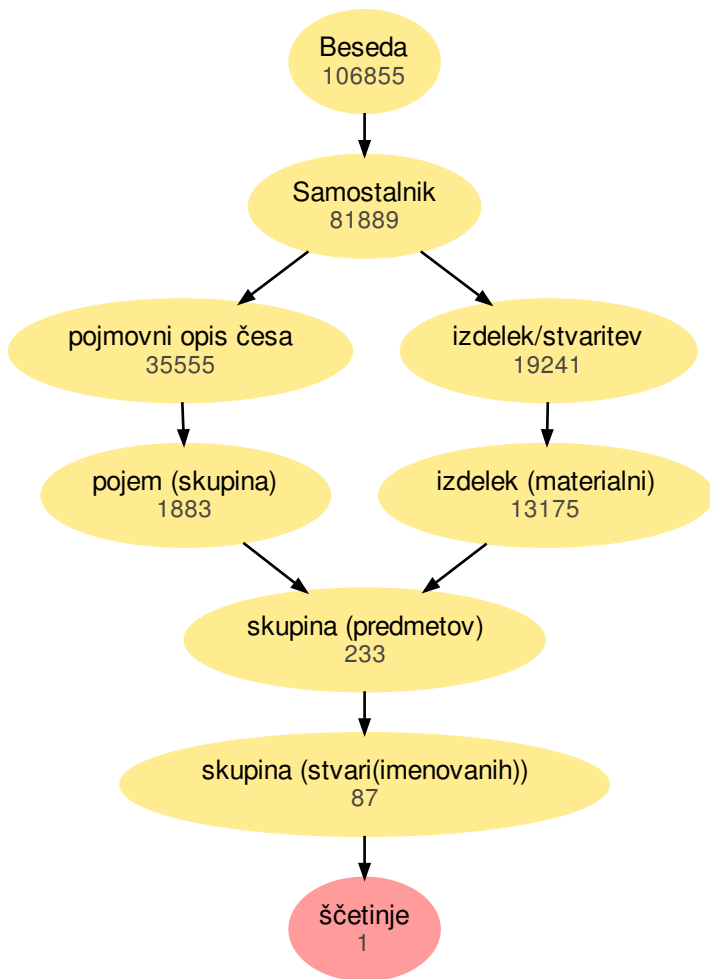 Beseda
106855
Samostalnik
81889
pojmovni opis česa
35555
izdelek/stvaritev
19241
pojem (skupina)
1883
izdelek (materialni)
13175
skupina (predmetov)
233
skupina (stvari(imenovanih))
87
ščetinje
1